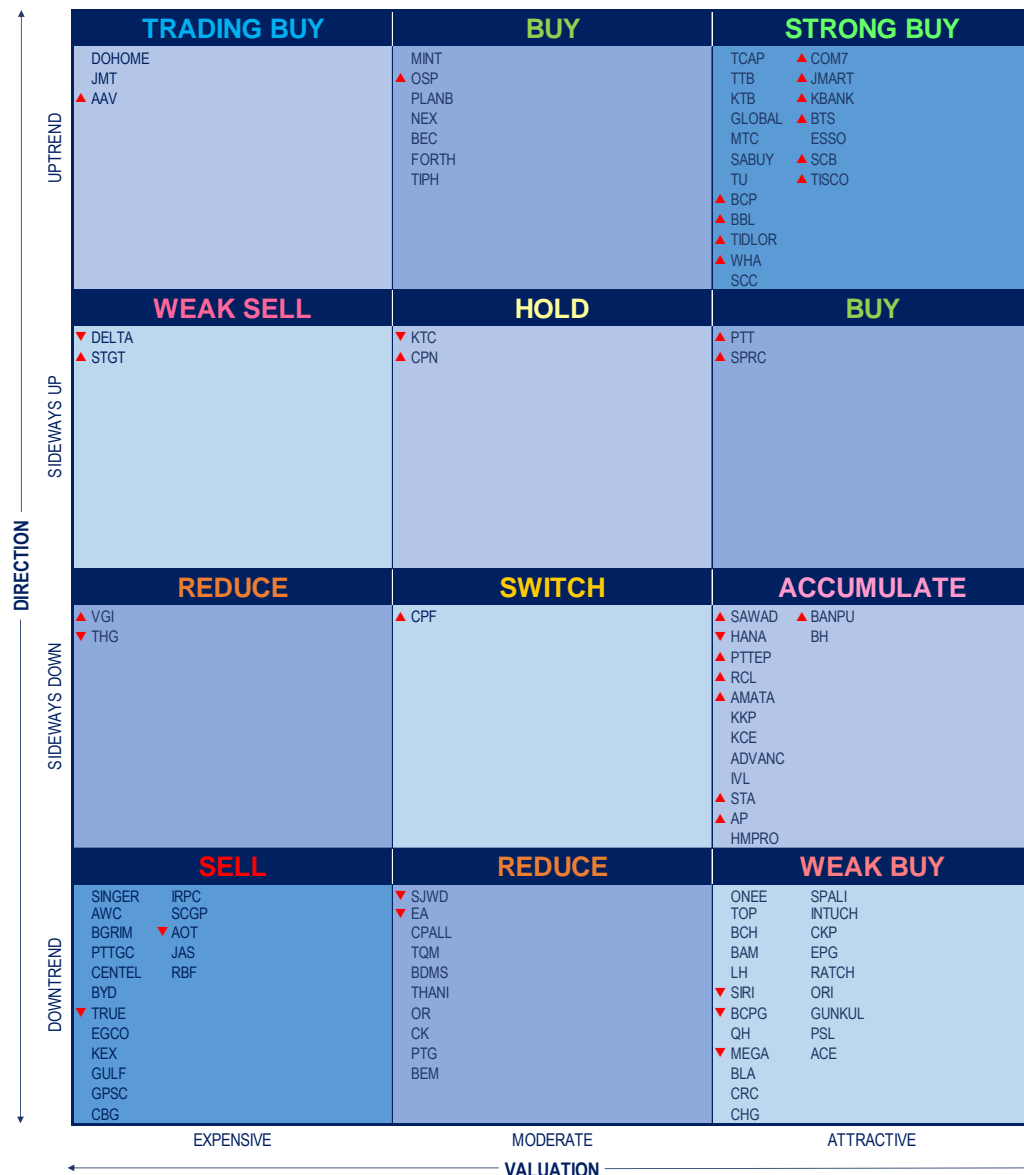 TRADING BUY
DOHOME
JMT
▲ AAV
BUY
MINT
▲ OSP
PLANB
NEX
BEC
FORTH
TIPH
STRONG BUY
TCAP ▲ COM7
TTB ▲ JMART
KTB ▲ KBANK
GLOBAL ▲ BTS
MTC ESSO
SABUY ▲ SCB
TU ▲ TISCO
▲ BCP
▲ BBL
▲ TIDLOR
▲ WHA
SCC
UPTREND
WEAK SELL
▼ DELTA
▲ STGT
HOLD
▼ KTC
▲ CPN
BUY
▲ PTT
▲ SPRC
SIDEWAYS UP
DIRECTION
REDUCE
▲ VGI
▼ THG
SWITCH
▲ CPF
ACCUMULATE
▲ SAWAD ▲ BANPU
▼ HANA BH
▲ PTTEP
▲ RCL
▲ AMATA
KKP
KCE
ADVANC
IVL
▲ STA
▲ AP
HMPRO
SIDEWAYS DOWN
SELL
SINGER IRPC
AWC SCGP
BGRIM ▼ AOT
PTTGC JAS
CENTEL RBF
BYD
▼ TRUE
EGCO
KEX
GULF
GPSC
CBG
REDUCE
▼ SJWD
▼ EA
CPALL
TQM
BDMS
THANI
OR
CK
PTG
BEM
WEAK BUY
ONEE SPALI
TOP INTUCH
BCH CKP
BAM EPG
LH RATCH
▼ SIRI ORI
▼ BCPG GUNKUL
QH PSL
▼ MEGA ACE
BLA
CRC
CHG
DOWNTREND
EXPENSIVE MODERATE ATTRACTIVE
VALUATION